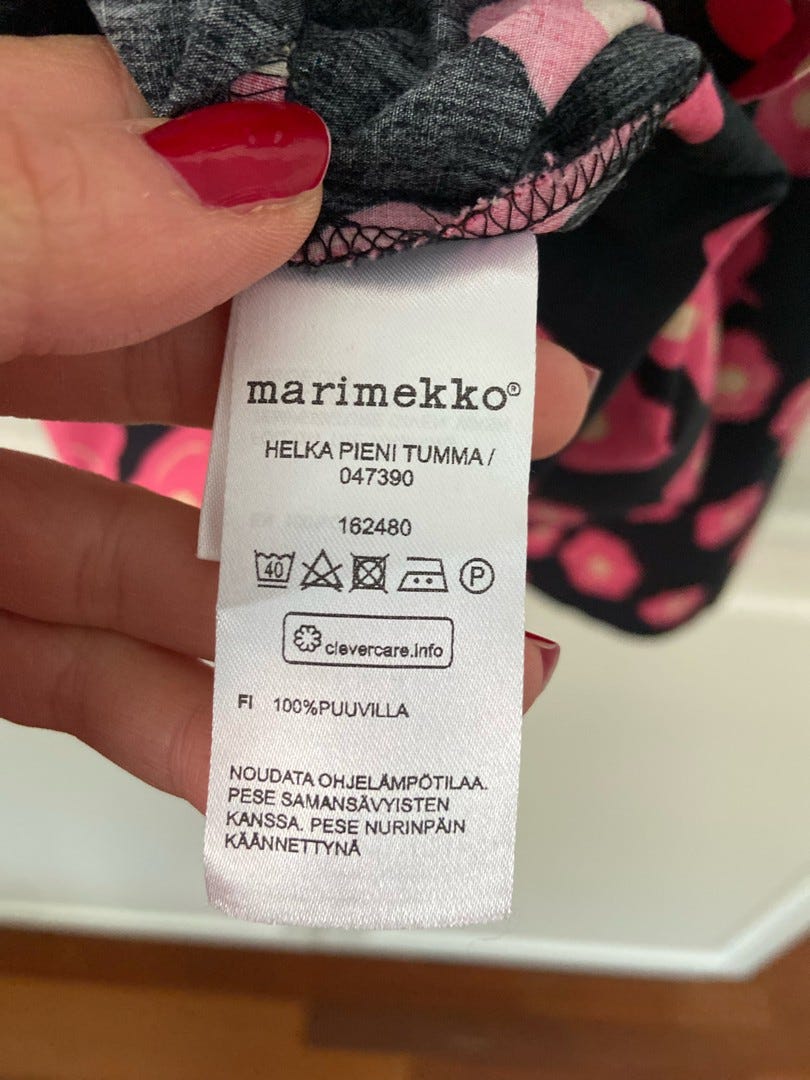 marimekko®
HELKA PIENI TUMMA /
047390
162480
40
P
clevercare.info
FI 100%PUUVILLA
NOUDATA OHJELÄMPÖTILAA.
PESE SAMANSÄVYISTEN
KANSSA. PESE NURINPÄIN
KÄÄNNETTYNÄ